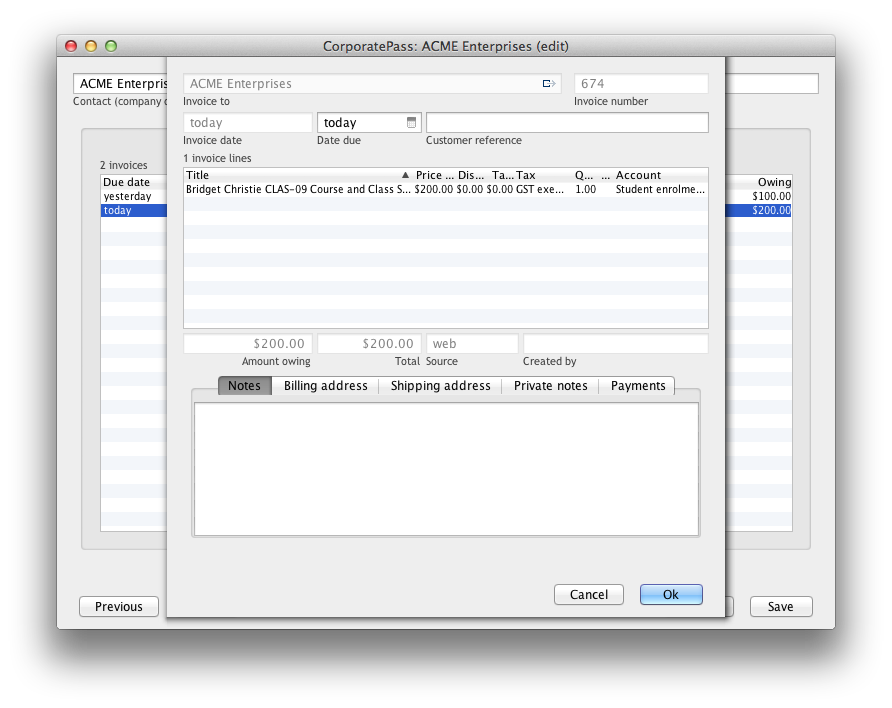 CorporatePass: ACME Enterprises (edit)
ACME Enterpris
ACME Enterprises
674
Contact (company
Invoice to
Invoice number
today
today
Invoice date
Date due
Customer reference
2 invoices
1 invoice lines
Due date
Title
Price ... Dis... Ta... Tax Q... ... Account
Owing
yesterday
Bridget Christie CLAS-09 Course and Class S... $200.00 $0.00 $0.00 GST exe... 1.00 Student enrolme...
$100.00
today
$200.00
$200.00
$200.00
web
Amount owing
Total
Source
Created by
Notes
Billing address
Shipping address
Private notes
Payments
Cancel
Ok
Previous
Save